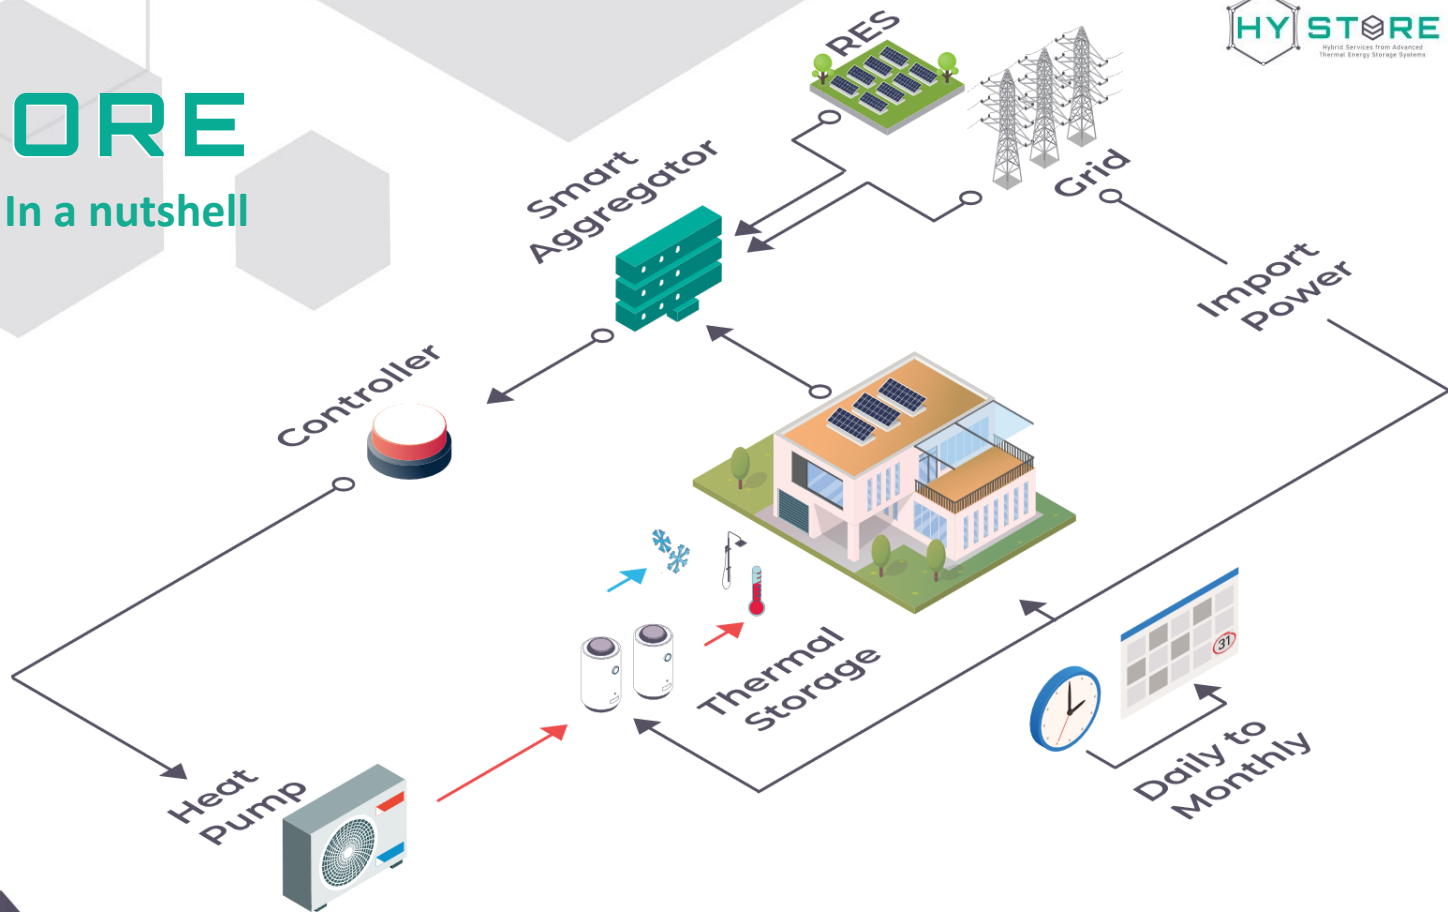 HY STORE
Hybrid Services from Advanced
Thermal Energy Storage Systems
ORE
In a nutshell
RES
Grid
Smart
Aggregator
Import
Power
Controller
31
Thermal
Storage
Daily to
Monthly
Heat
Pump